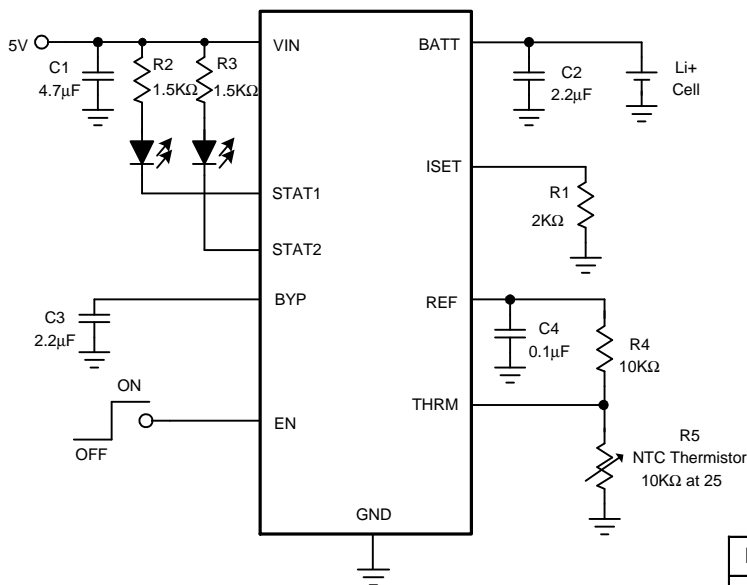 5V
C1
4.7μF
R2
1.5KΩ
R3
1.5KΩ
VIN
BATT
C2
2.2μF
Li+
Cell
ISET
R1
2KΩ
STAT1
STAT2
BYP
REF
C3
2.2μF
C4
0.1μF
R4
10KΩ
ON
OFF
EN
THRM
R5
NTC Thermistor
10KΩ at 25
GND